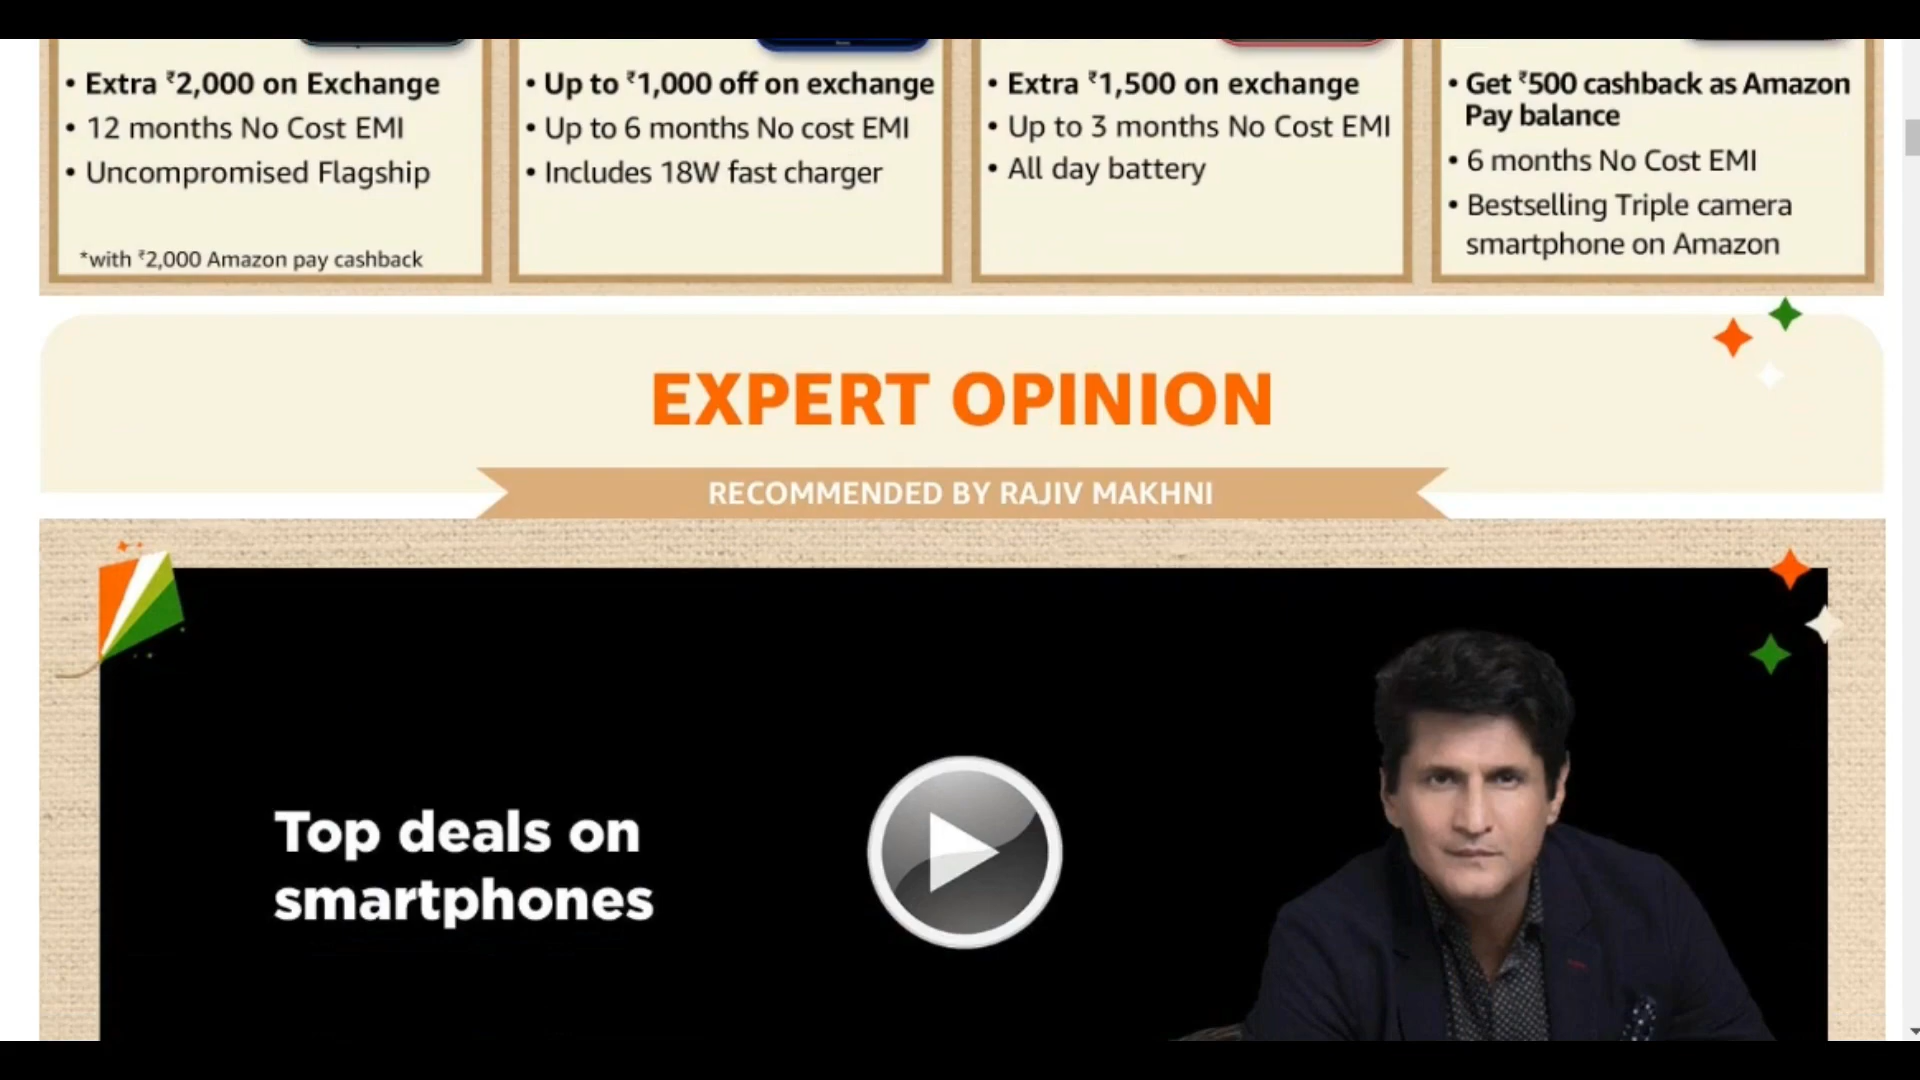 • Extra ₹2,000 on Exchange
• 12 months No Cost EMI
• Uncompromised Flagship
*with ₹2,000 Amazon pay cashback
• Up to ₹1,000 off on exchange
• Up to 6 months No cost EMI
• Includes 18W fast charger
• Extra ₹1,500 on exchange
• Up to 3 months No Cost EMI
• All day battery
• Get ₹500 cashback as Amazon
Pay balance
• 6 months No Cost EMI
• Bestselling Triple camera
smartphone on Amazon
EXPERT OPINION
RECOMMENDED BY RAJIV MAKHNI
Top deals on
smartphones